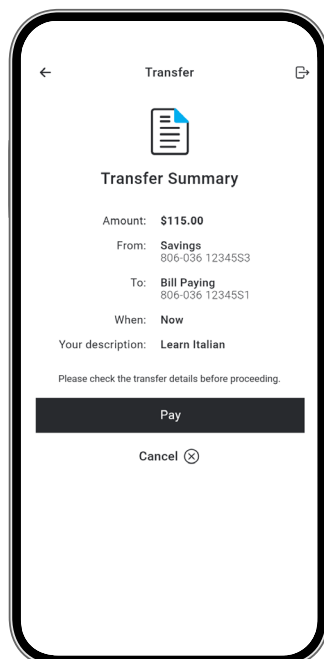 Transfer
Transfer Summary
Amount: $115.00
From: Savings
806-036 12345S3
To: Bill Paying
806-036 12345S1
When: Now
Your description: Learn Italian
Please check the transfer details before proceeding.
Pay
Cancel